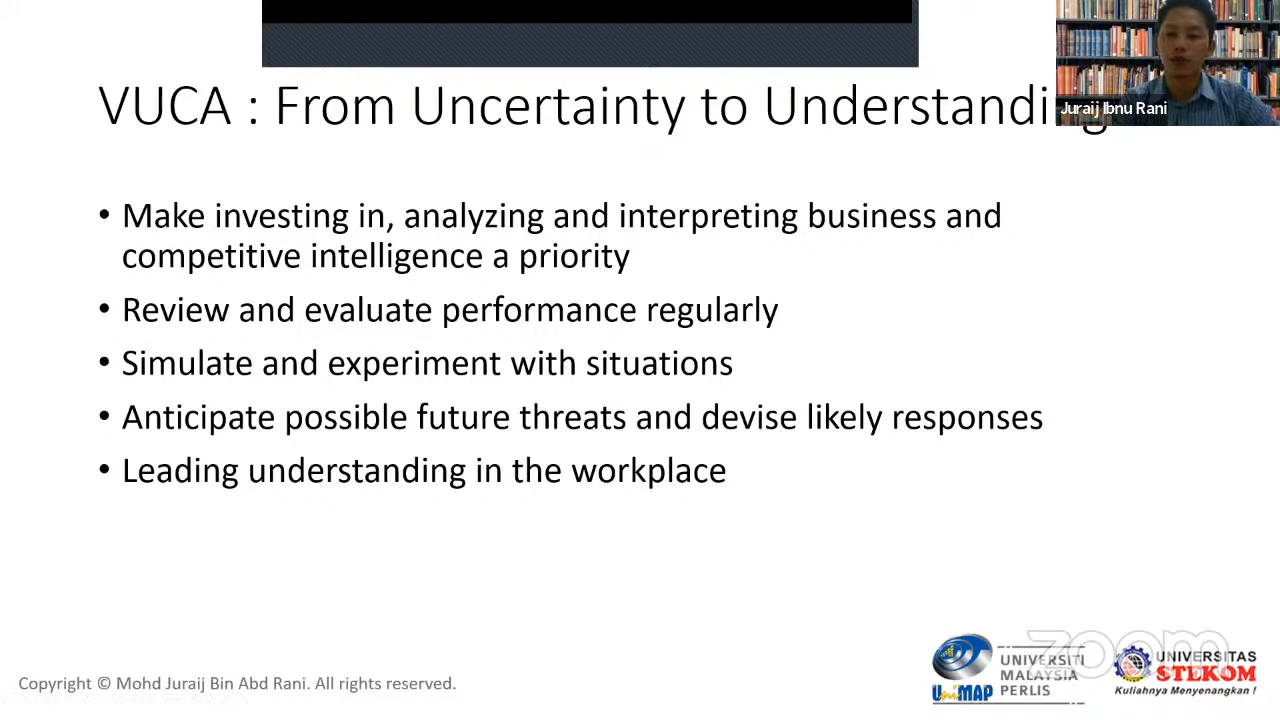 Juraij Ibnu Rani
VUCA : From Uncertainty to Understanding
• Make investing in, analyzing and interpreting business and
competitive intelligence a priority
• Review and evaluate performance regularly
• Simulate and experiment with situations
• Anticipate possible future threats and devise likely responses
• Leading understanding in the workplace
zoom
UniMAP
UNIVERSITI
MALAYSIA
PERLIS
UNIVERSITAS
STEKOM
Kuliahnya Menyenangkan !
Copyright © Mohd Juraij Bin Abd Rani. All rights reserved.